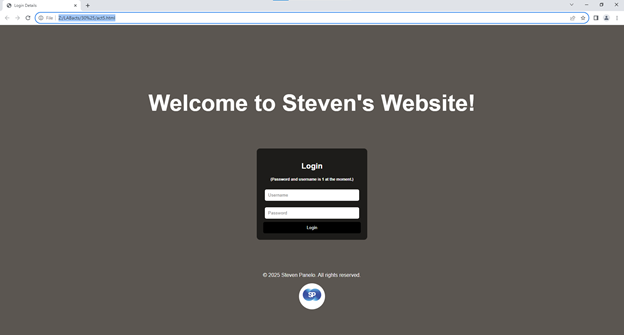 Login Details
File
Welcome to Steven's Website!
Login
(Password and username is 1 at the moment.)
Username
Password
Login
© 2025 Steven Panelo. All rights reserved.
SP